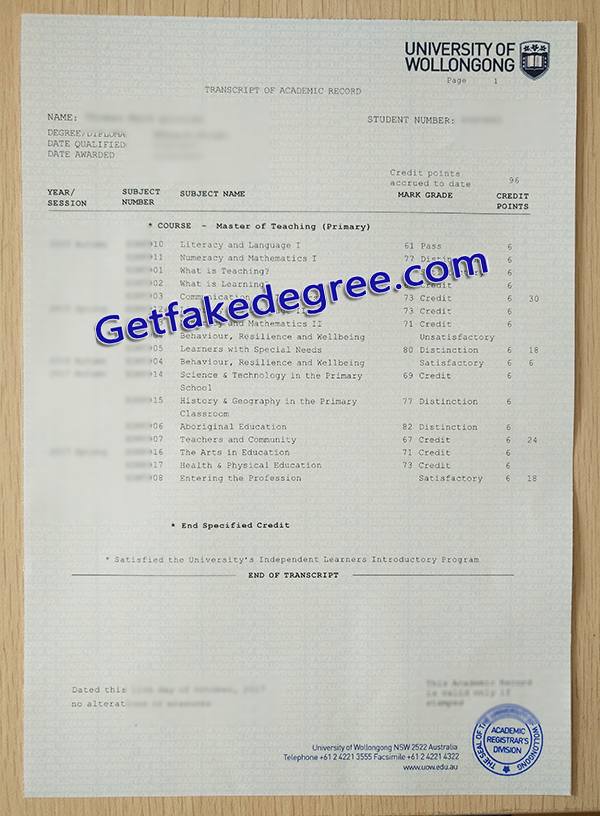 UNIVERSITY OF
WOLLONGONG
Page 1
TRANSCRIPT OF ACADEMIC RECORD
NAME:
STUDENT NUMBER:
DEGREE/DIPLOMA
DATE QUALIFIED
DATE AWARDED
Credit points
accrued to date 96
YEAR/ SUBJECT SUBJECT NAME MARK GRADE CREDIT
SESSION NUMBER POINTS
* COURSE - Master of Teaching (Primary)
10 Literacy and Language I 61 Pass 6
11 Numeracy and Mathematics I 77 6
01 What is Teaching? 6
02 What is Learning 6
03 73 Credit 6 30
73 Credit 6
and Mathematics II 71 Credit 6
Behaviour, Resilience and Wellbeing Unsatisfactory
05 Learners with Special Needs 80 Distinction 6 18
04 Behaviour, Resilience and Wellbeing Satisfactory 6 6
14 Science & Technology in the Primary 69 Credit 6
School
15 History & Geography in the Primary 77 Distinction 6
Classroom
06 Aboriginal Education 82 Distinction 6
07 Teachers and Community 67 Credit 6 24
16 The Arts in Education 71 Credit 6
17 Health & Physical Education 73 Credit 6
08 Entering the Profession Satisfactory 6 18
Getfakedegree.com
* End Specified Credit
* Satisfied the University's Independent Learners Introductory Program
END OF TRANSCRIPT
Dated this
no
University of Wollongong NSW 2522 Australia
Telephone +61 2 4221 3555 Facsimile +61 2 4221 4322
www.uow.edu.au
THE SEAL OF THE UNIVERSITY OF WOLLONGONG
ACADEMIC
REGISTRAR'S
DIVISION